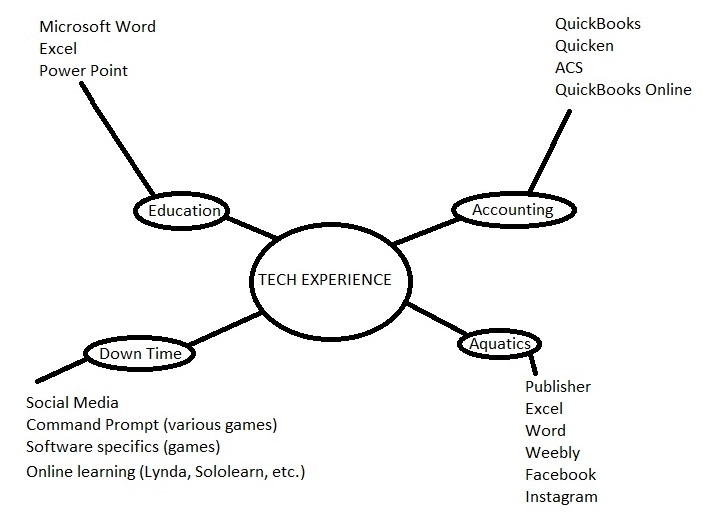 Microsoft Word
Excel
Power Point
QuickBooks
Quicken
ACS
QuickBooks Online
Education
Accounting
TECH EXPERIENCE
Down Time
Aquatics
Social Media
Command Prompt (various games)
Software specifics (games)
Online learning (Lynda, Sololearn, etc.)
Publisher
Excel
Word
Weebly
Facebook
Instagram